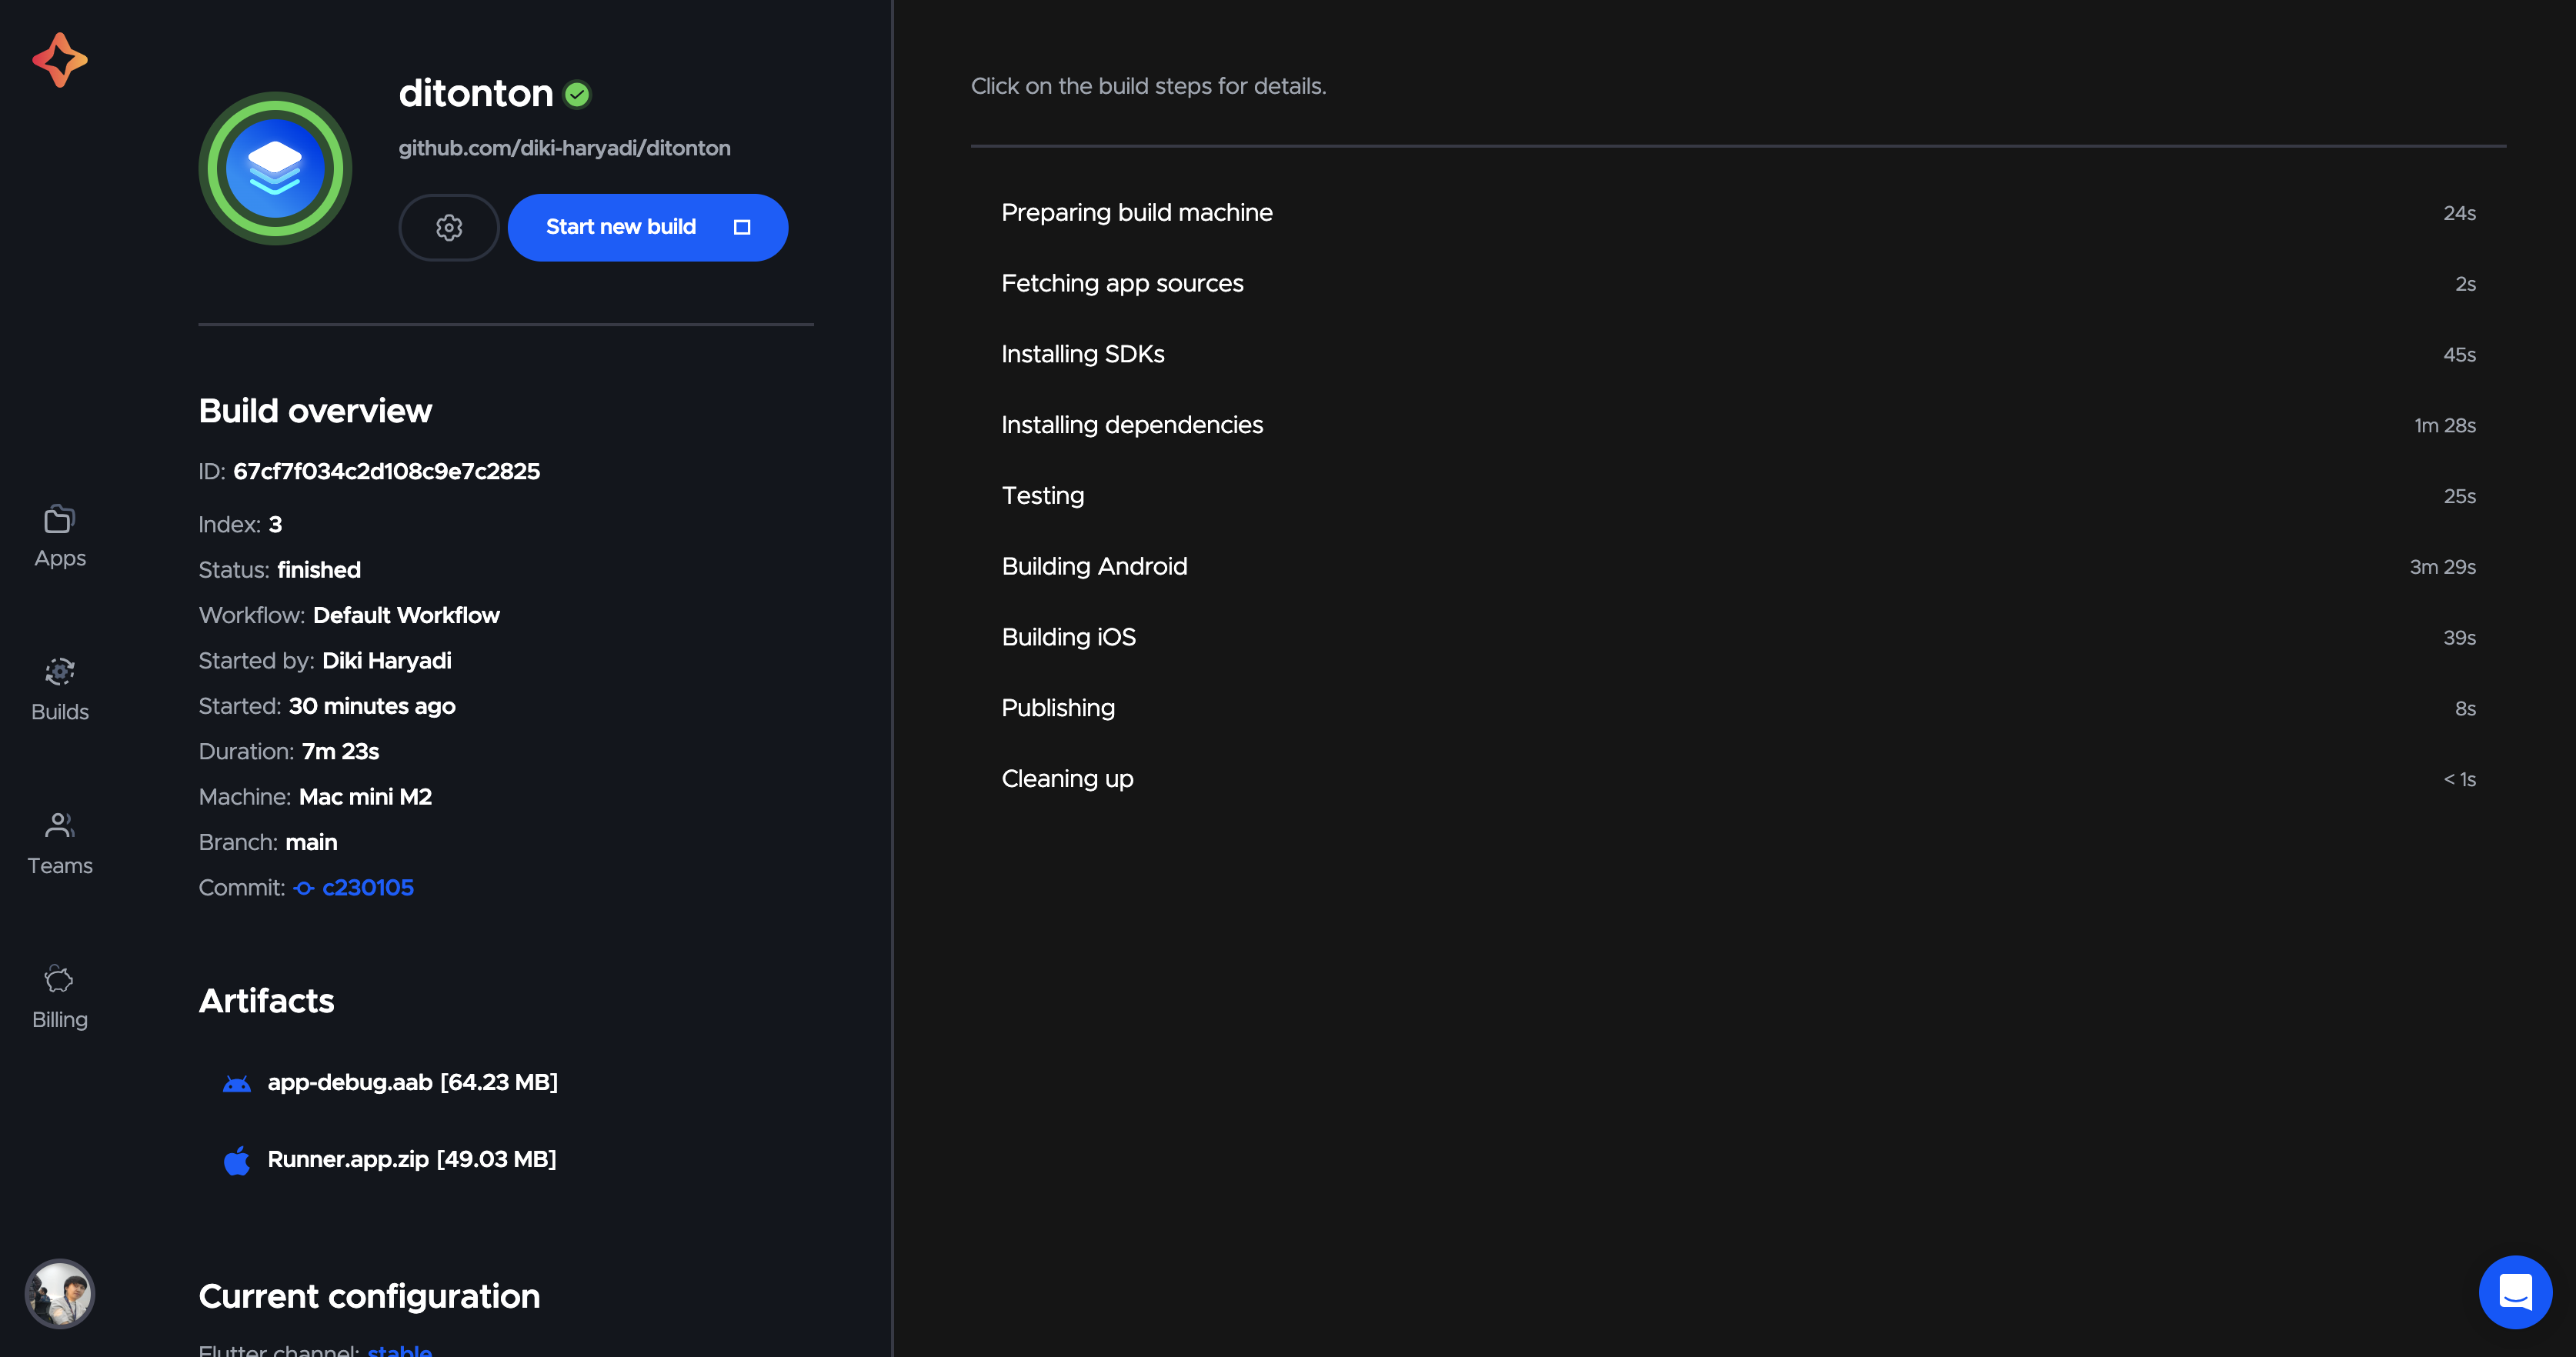 Apps
Builds
Teams
Billing
ditonton
github.com/diki-haryadi/ditonton
Start new build
Build overview
ID: 67cf7f034c2d108c9e7c2825
Index: 3
Status: finished
Workflow: Default Workflow
Started by: Diki Haryadi
Started: 30 minutes ago
Duration: 7m 23s
Machine: Mac mini M2
Branch: main
Commit: c230105
Artifacts
app-debug.aab [64.23 MB]
Runner.app.zip [49.03 MB]
Current configuration
Flutter channel: stable
Click on the build steps for details.
Preparing build machine 24s
Fetching app sources 2s
Installing SDKs 45s
Installing dependencies 1m 28s
Testing 25s
Building Android 3m 29s
Building iOS 39s
Publishing 8s
Cleaning up < 1s